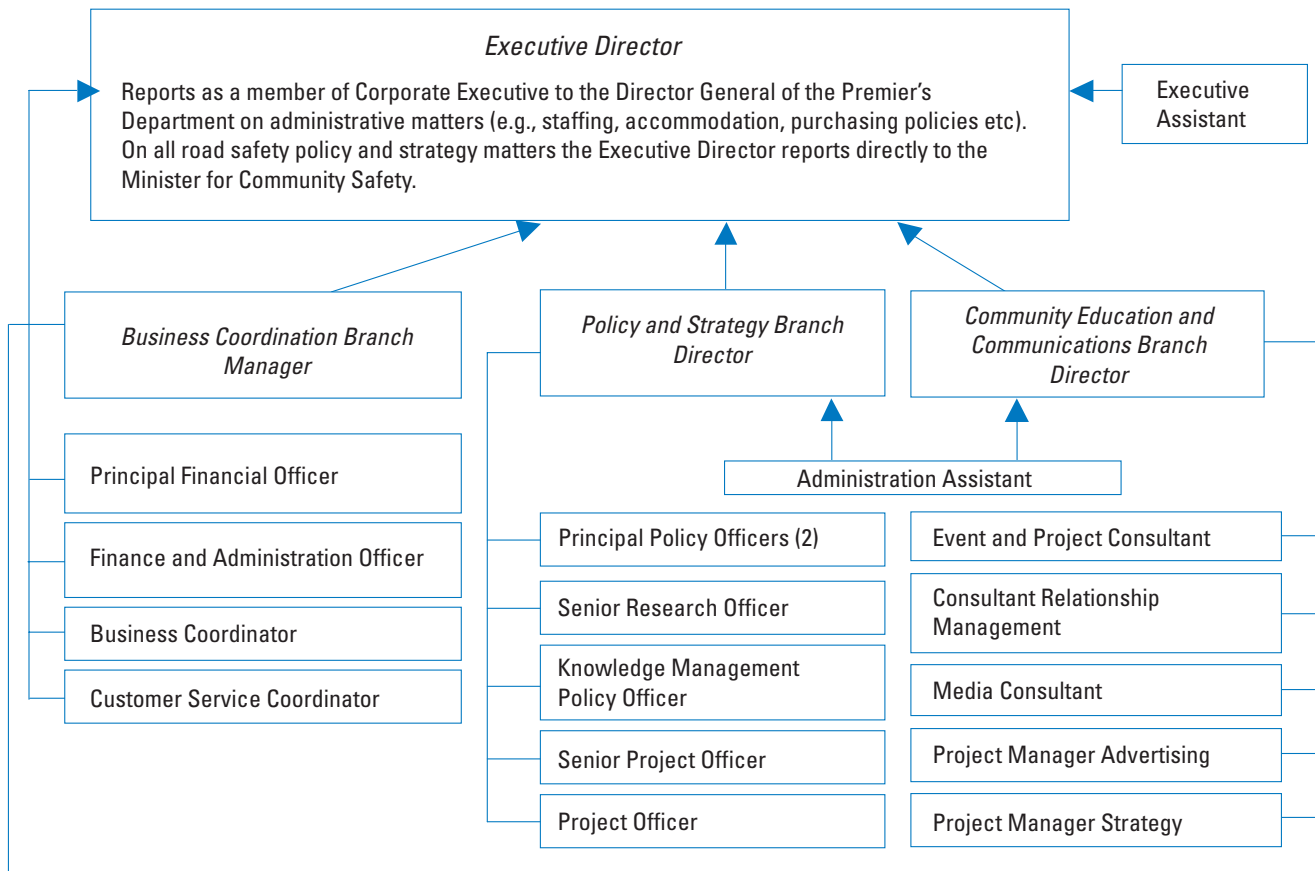 Executive Director
Reports as a member of Corporate Executive to the Director General of the Premier's
Department on administrative matters (e.g., staffing, accommodation, purchasing policies etc).
On all road safety policy and strategy matters the Executive Director reports directly to the
Minister for Community Safety.
Executive
Assistant
Business Coordination Branch
Manager
Policy and Strategy Branch
Director
Community Education and
Communications Branch
Director
Administration Assistant
Principal Financial Officer
Finance and Administration Officer
Business Coordinator
Customer Service Coordinator
Principal Policy Officers (2)
Senior Research Officer
Knowledge Management
Policy Officer
Senior Project Officer
Project Officer
Event and Project Consultant
Consultant Relationship
Management
Media Consultant
Project Manager Advertising
Project Manager Strategy